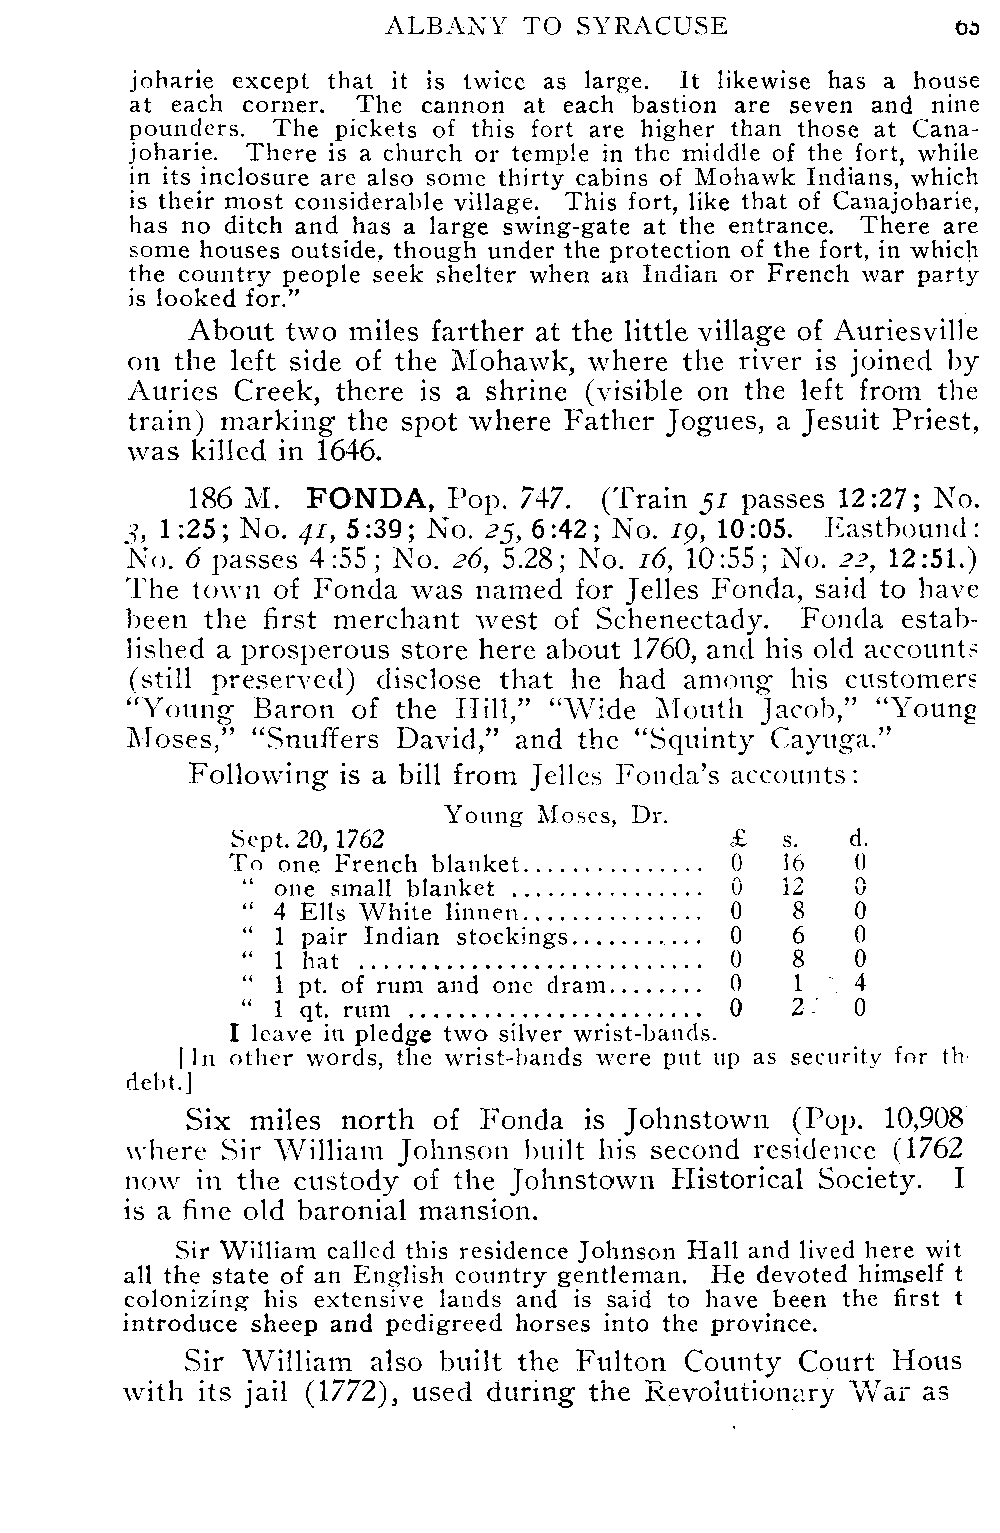 ALBANY TO SYRACUSE
joharie except that it is twice as large. It likewise has a house
at each corner. The cannon at each bastion are seven and nine
pounders. The pickets of this fort are higher than those at Cana-
joharie. There is a church or temple in the middle of the fort, while
in its inclosure are also some thirty cabins of Mohawk Indians, which
is their most considerable village. This fort, like that of Canajoharie,
has no ditch and has a large swing-gate at the entrance. There are
some houses outside, though under the protection of the fort, in which
the country people seek shelter when an Indian or French war party
is looked for.”
About two miles farther at the little village of Auriesville
on the left side of the Mohawk, where the river is joined by
Auries Creek, there is a shrine (visible on the left from the
train) marking the spot where Father Jogues, a Jesuit Priest,
was killed in 1646.
186 M. FONDA, Pop. 747. (Train 51 passes 12:27; No.
3, 1:25; No. 41, 5:39; No. 25, 6:42; No. 19, 10:05. Eastbound:
No. 6 passes 4:55; No. 26, 5.28; No. 16, 10:55; No. 22, 12:51.)
The town of Fonda was named for Jelles Fonda, said to have
been the first merchant west of Schenectady. Fonda estab-
lished a prosperous store here about 1760, and his old accounts
(still preserved) disclose that he had among his customers
“Young Baron of the Hill,” “Wide Mouth Jacob,” “Young
Moses,” “Snuffers David,” and the “Squinty Cayuga.”
Following is a bill from Jelles Fonda’s accounts:
Young Moses, Dr.
Sept. 20, 1762 £ s. d.
To one French blanket............... 0 16 0
“ one small blanket ................ 0 12 0
“ 4 Ells White linnen............... 0 8 0
“ 1 pair Indian stockings........... 0 6 0
“ 1 hat ............................ 0 8 0
“ 1 pt. of rum and one dram........ 0 1 4
“ 1 qt. rum ........................ 0 2 0
I leave in pledge two silver wrist-bands.
[In other words, the wrist-bands were put up as security for th
debt.]
Six miles north of Fonda is Johnstown (Pop. 10,908
where Sir William Johnson built his second residence (1762
now in the custody of the Johnstown Historical Society. I
is a fine old baronial mansion.
Sir William called this residence Johnson Hall and lived here wit
all the state of an English country gentleman. He devoted himself t
colonizing his extensive lands and is said to have been the first t
introduce sheep and pedigreed horses into the province.
Sir William also built the Fulton County Court Hous
with its jail (1772), used during the Revolutionary War as